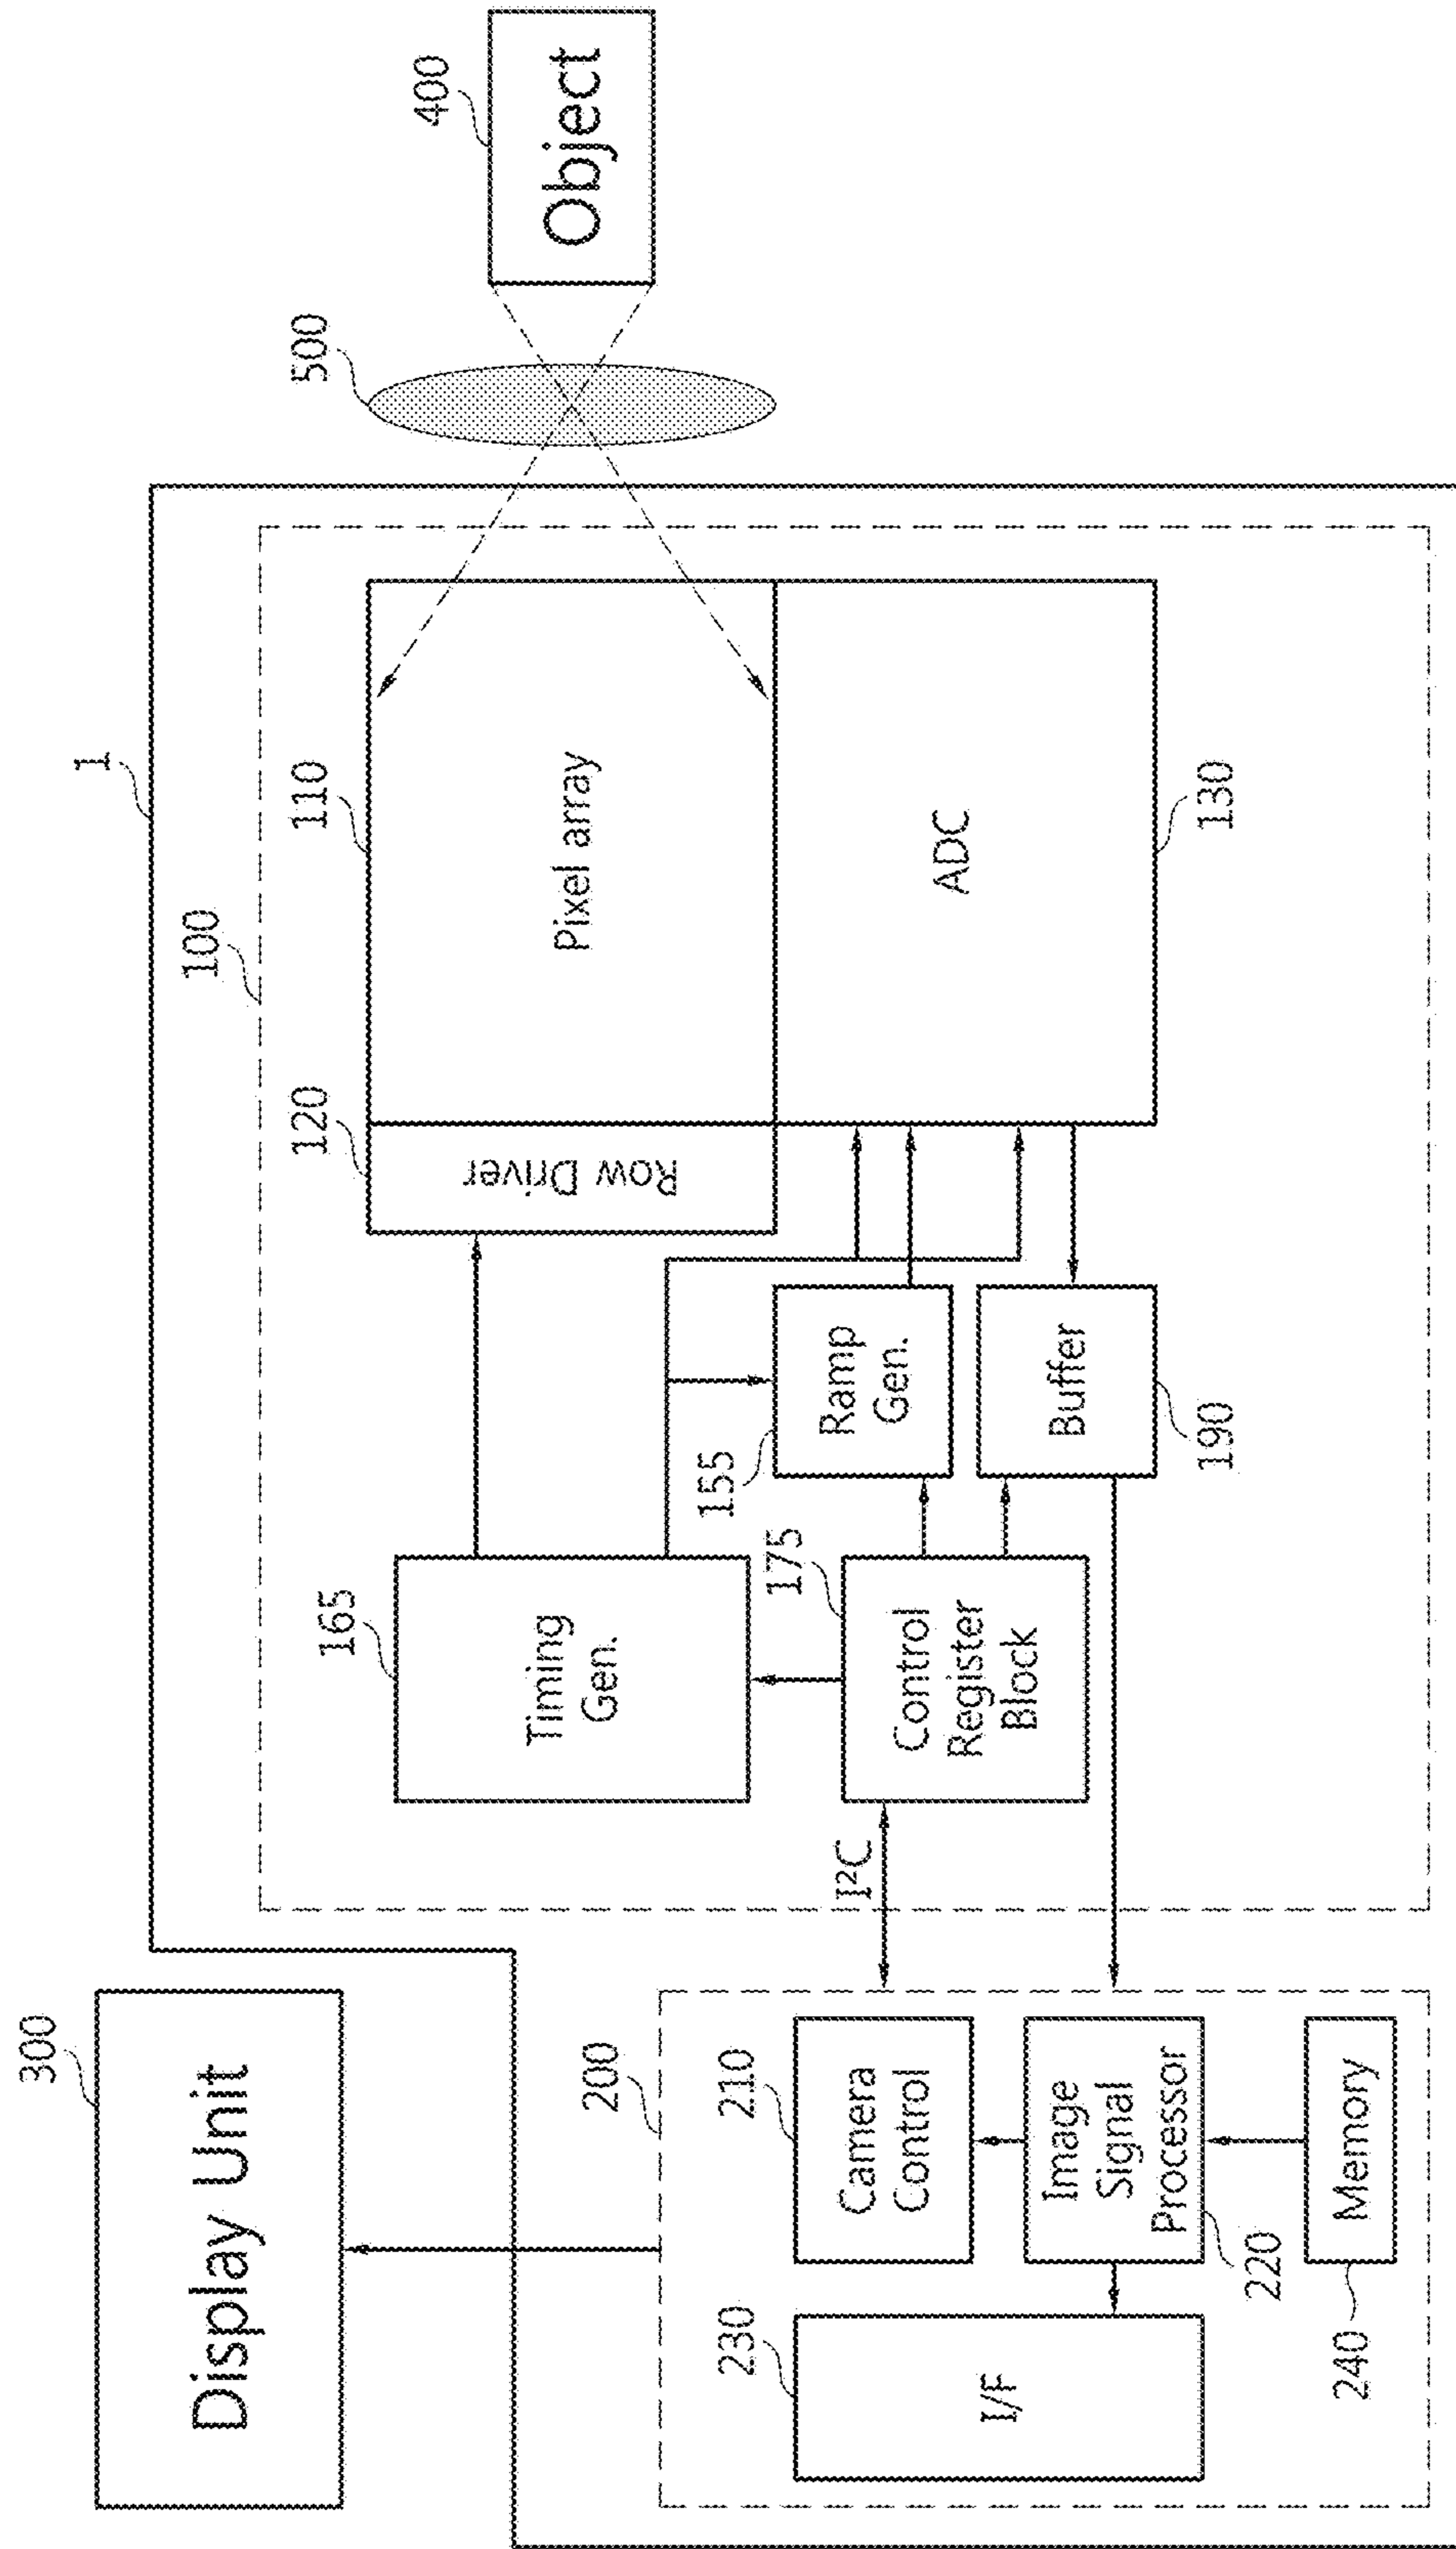 300
Display Unit
1
100
200
230
I/F
210
Camera
Control
Image
Signal
Processor
220
240
Memory
I²C
165
Timing
Gen.
175
Control
Register
Block
155
Ramp
Gen.
Buffer
190
120
Row Driver
110
Pixel array
ADC
130
500
400
Object